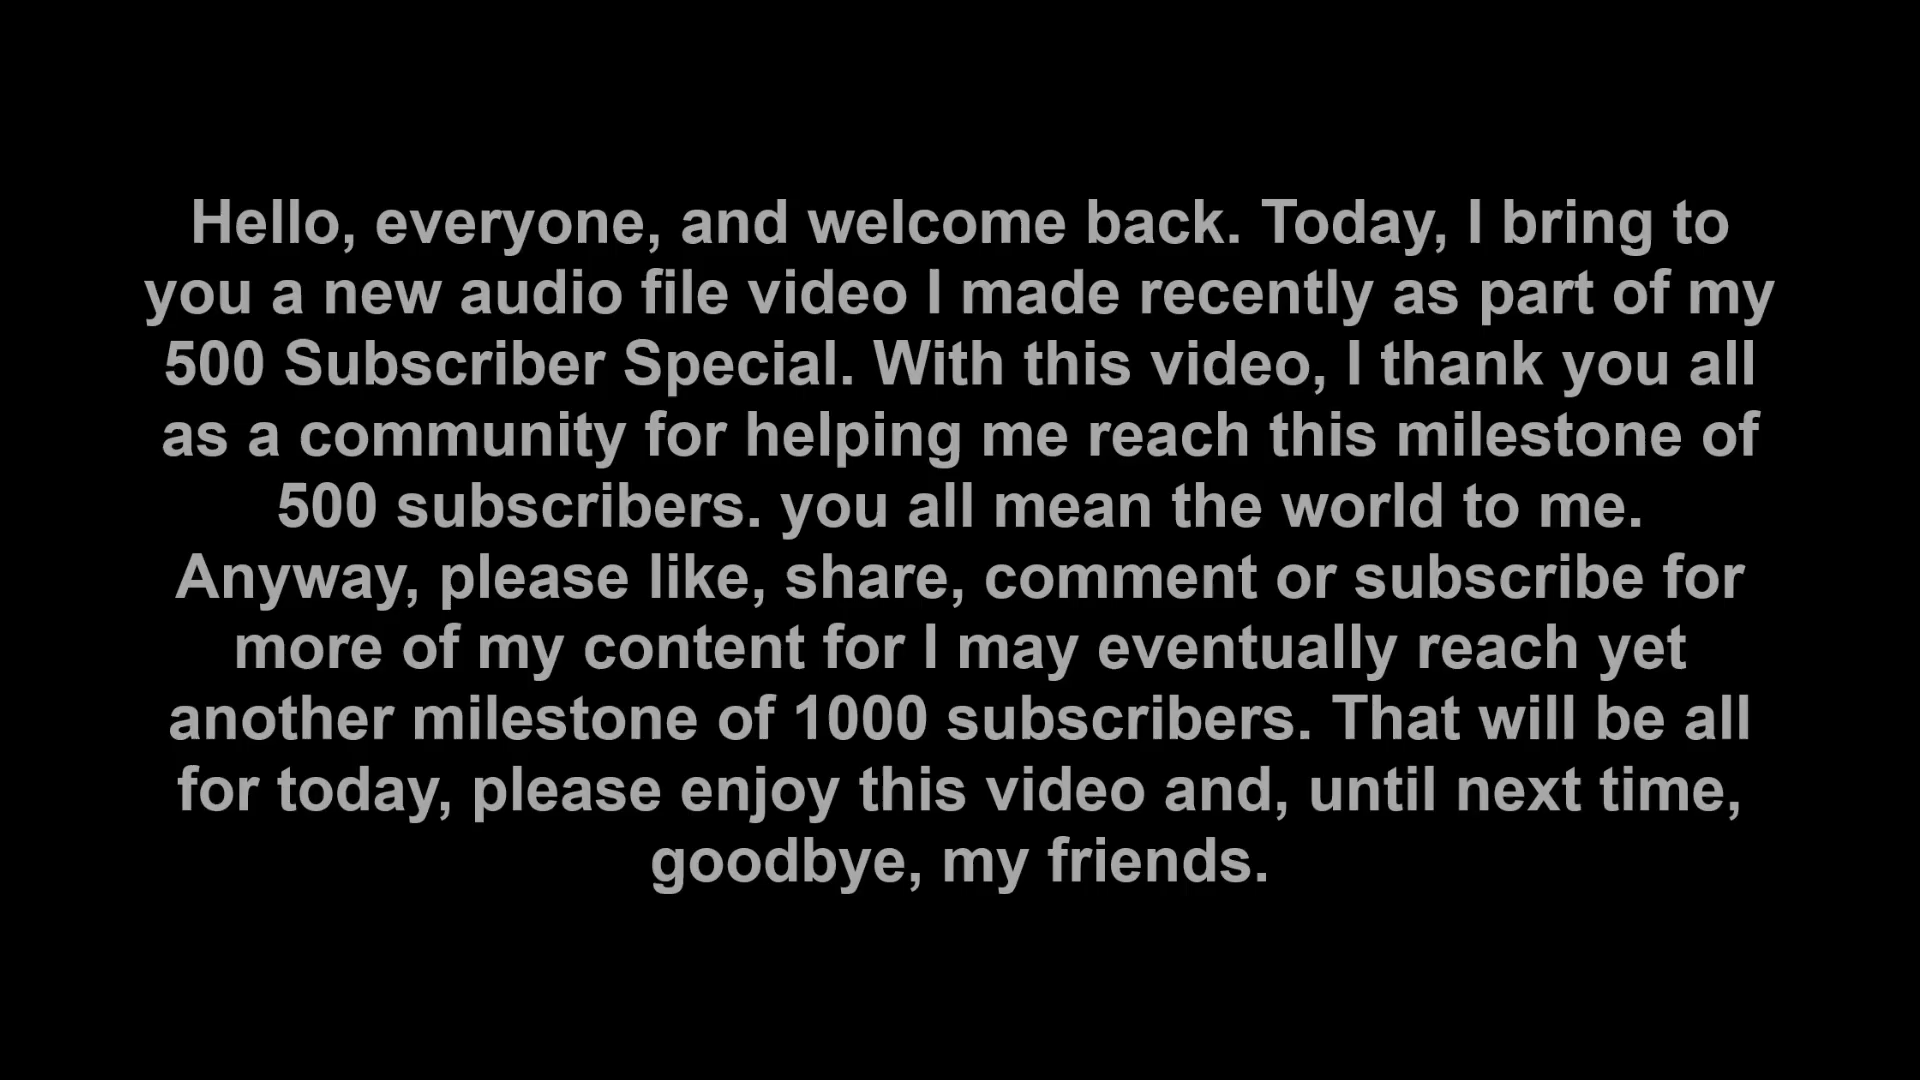 Hello, everyone, and welcome back. Today, I bring to
you a new audio file video I made recently as part of my
500 Subscriber Special. With this video, I thank you all
as a community for helping me reach this milestone of
500 subscribers. you all mean the world to me.
Anyway, please like, share, comment or subscribe for
more of my content for I may eventually reach yet
another milestone of 1000 subscribers. That will be all
for today, please enjoy this video and, until next time,
goodbye, my friends.